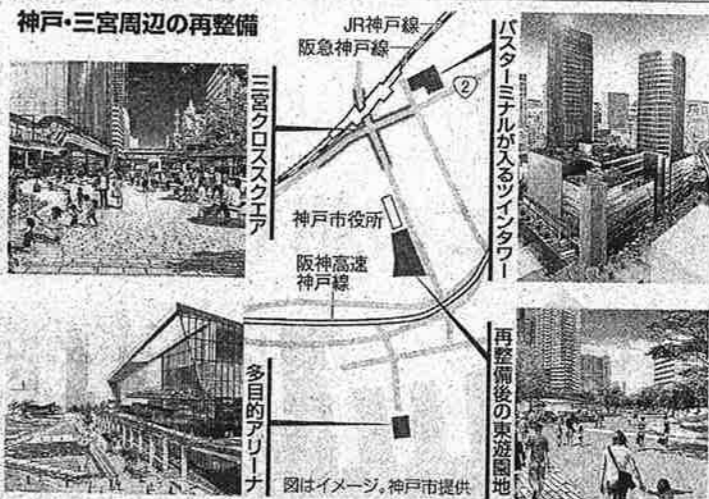 神戸・三宮周辺の再整備
JR神戸線
阪急神戸線
2
三宮クロススクエア
バスターミナルが入るツインタワー
神戸市役所
阪神高速
神戸線
多目的アリーナ
再整備後の東遊園地
図はイメージ。神戸市提供